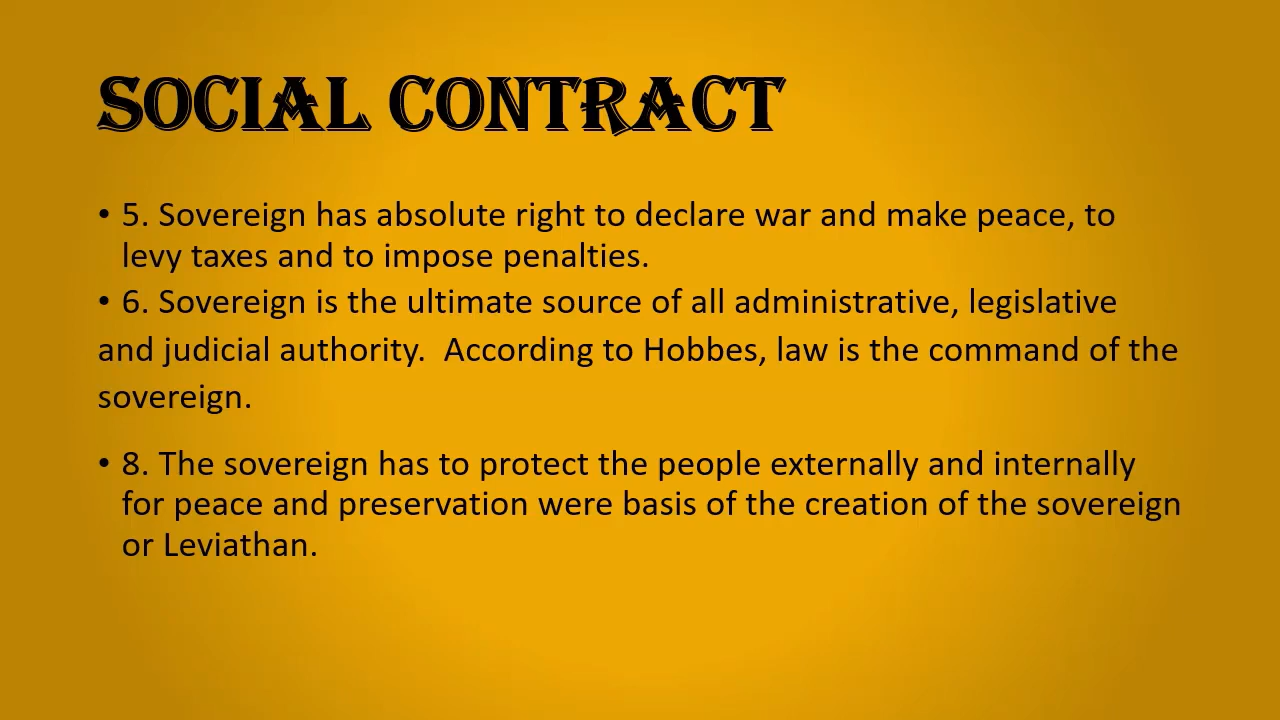 SOCIAL CONTRACT
• 5. Sovereign has absolute right to declare war and make peace, to
levy taxes and to impose penalties.
• 6. Sovereign is the ultimate source of all administrative, legislative
and judicial authority.  According to Hobbes, law is the command of the
sovereign.
• 8. The sovereign has to protect the people externally and internally
for peace and preservation were basis of the creation of the sovereign
or Leviathan.